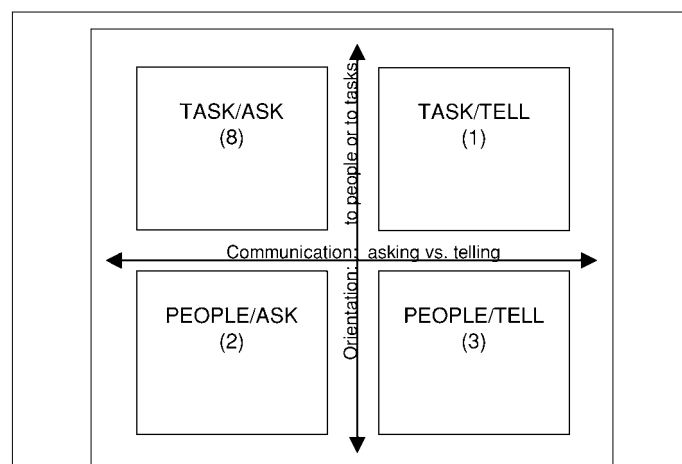 TASK/ASK
(8)
TASK/TELL
(1)
Communication: asking vs. telling
Orientation: to people or to tasks
PEOPLE/ASK
(2)
PEOPLE/TELL
(3)